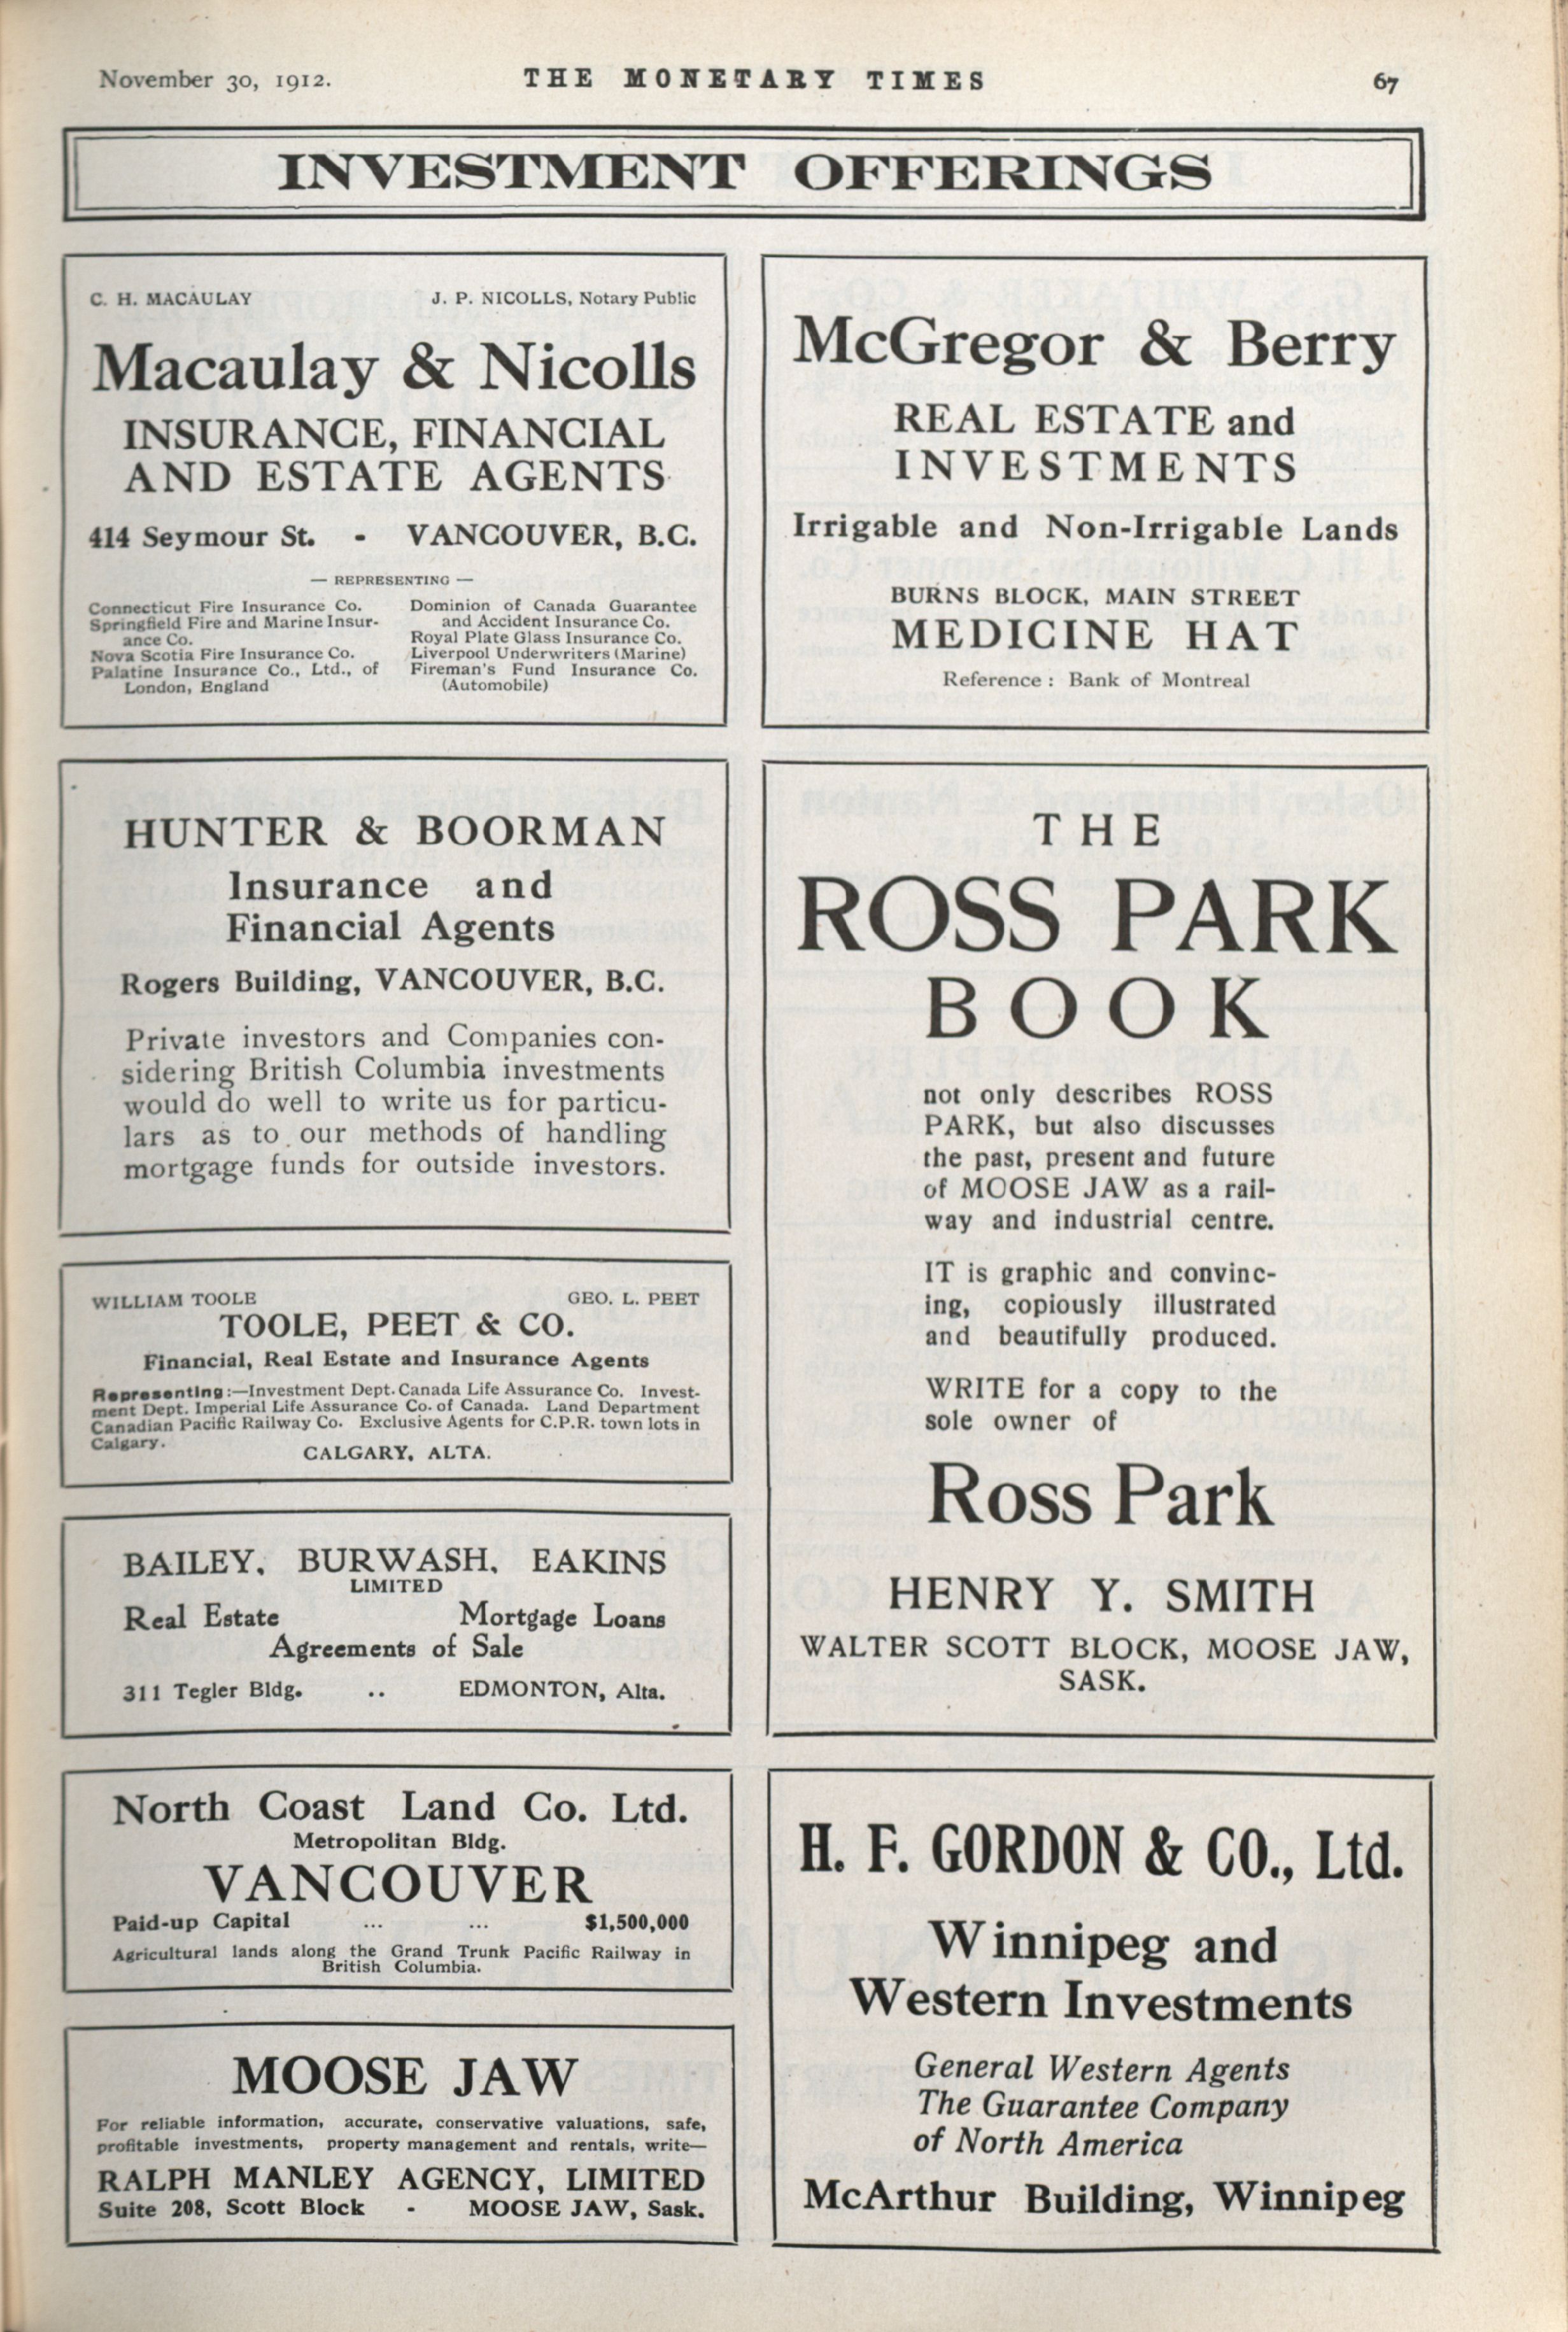 November 30, 1912.
THE MONETARY TIMES
67
INVESTMENT OFFERINGS
C. H. MACAULAY
J. P. NICOLLS, Notary Public
Macaulay & Nicolls
INSURANCE, FINANCIAL
AND ESTATE AGENTS
414 Seymour St. - VANCOUVER, B.C.
— REPRESENTING —
Connecticut Fire Insurance Co.
Springfield Fire and Marine Insur-
ance Co.
Nova Scotia Fire Insurance Co.
Palatine Insurance Co., Ltd., of
London, England
Dominion of Canada Guarantee
and Accident Insurance Co.
Royal Plate Glass Insurance Co.
Liverpool Underwriters (Marine)
Fireman's Fund Insurance Co.
(Automobile)
HUNTER & BOORMAN
Insurance and
Financial Agents
Rogers Building, VANCOUVER, B.C.
Private investors and Companies con-
sidering British Columbia investments
would do well to write us for particu-
lars as to our methods of handling
mortgage funds for outside investors.
WILLIAM TOOLE
GEO. L. PEET
TOOLE, PEET & CO.
Financial, Real Estate and Insurance Agents
Representing:—Investment Dept. Canada Life Assurance Co. Invest-
ment Dept. Imperial Life Assurance Co. of Canada. Land Department
Canadian Pacific Railway Co. Exclusive Agents for C.P.R. town lots in
Calgary.
CALGARY, ALTA.
BAILEY, BURWASH, EAKINS
LIMITED
Real Estate Mortgage Loans
Agreements of Sale
311 Tegler Bldg. .. EDMONTON, Alta.
North Coast Land Co. Ltd.
Metropolitan Bldg.
VANCOUVER
Paid-up Capital ... ... $1,500,000
Agricultural lands along the Grand Trunk Pacific Railway in
British Columbia.
MOOSE JAW
For reliable information, accurate, conservative valuations, safe,
profitable investments, property management and rentals, write—
RALPH MANLEY AGENCY, LIMITED
Suite 208, Scott Block - MOOSE JAW, Sask.
McGregor & Berry
REAL ESTATE and
INVESTMENTS
Irrigable and Non-Irrigable Lands
BURNS BLOCK, MAIN STREET
MEDICINE HAT
Reference : Bank of Montreal
THE
ROSS PARK
BOOK
not only describes ROSS
PARK, but also discusses
the past, present and future
of MOOSE JAW as a rail-
way and industrial centre.
IT is graphic and convinc-
ing, copiously illustrated
and beautifully produced.
WRITE for a copy to the
sole owner of
Ross Park
HENRY Y. SMITH
WALTER SCOTT BLOCK, MOOSE JAW,
SASK.
H. F. GORDON & CO., Ltd.
Winnipeg and
Western Investments
General Western Agents
The Guarantee Company
of North America
McArthur Building, Winnipeg